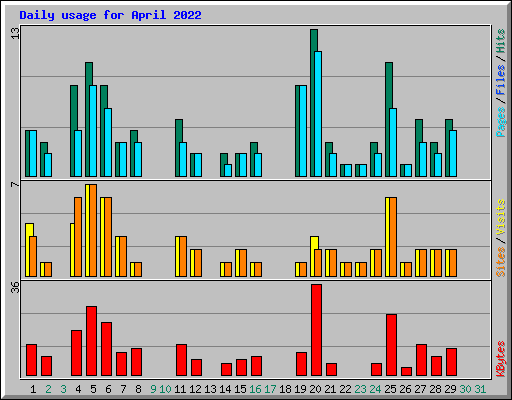 Daily usage for April 2022
13
Pages / Files / Hits
7
Sites / Visits
36
KBytes
1 2 3 4 5 6 7 8 9 10 11 12 13 14 15 16 17 18 19 20 21 22 23 24 25 26 27 28 29 30 31